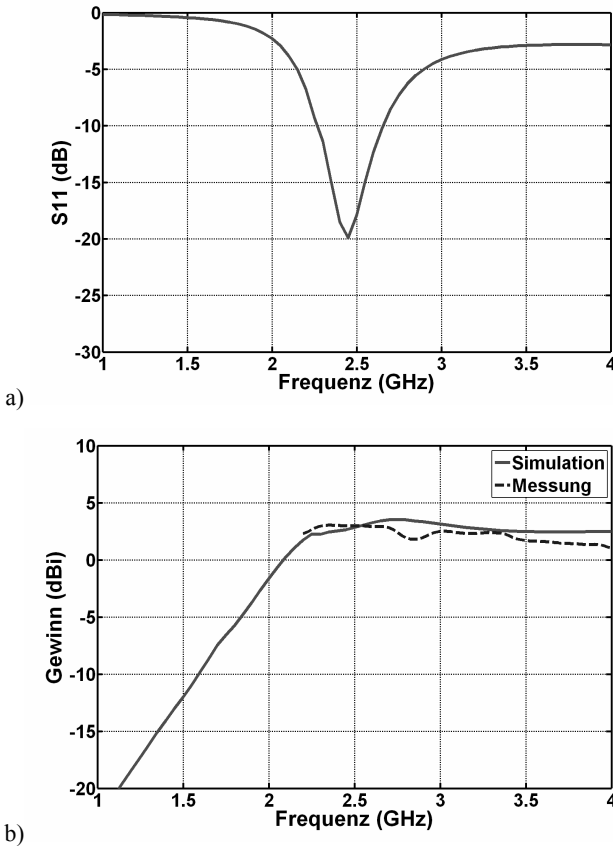 0
-5
-10
-15
-20
-25
-30
S11 (dB)
1 1.5 2 2.5 3 3.5 4
Frequenz (GHz)
a)
10
5
0
-5
-10
-15
-20
Gewinn (dBi)
Simulation
Messung
1 1.5 2 2.5 3 3.5 4
Frequenz (GHz)
b)